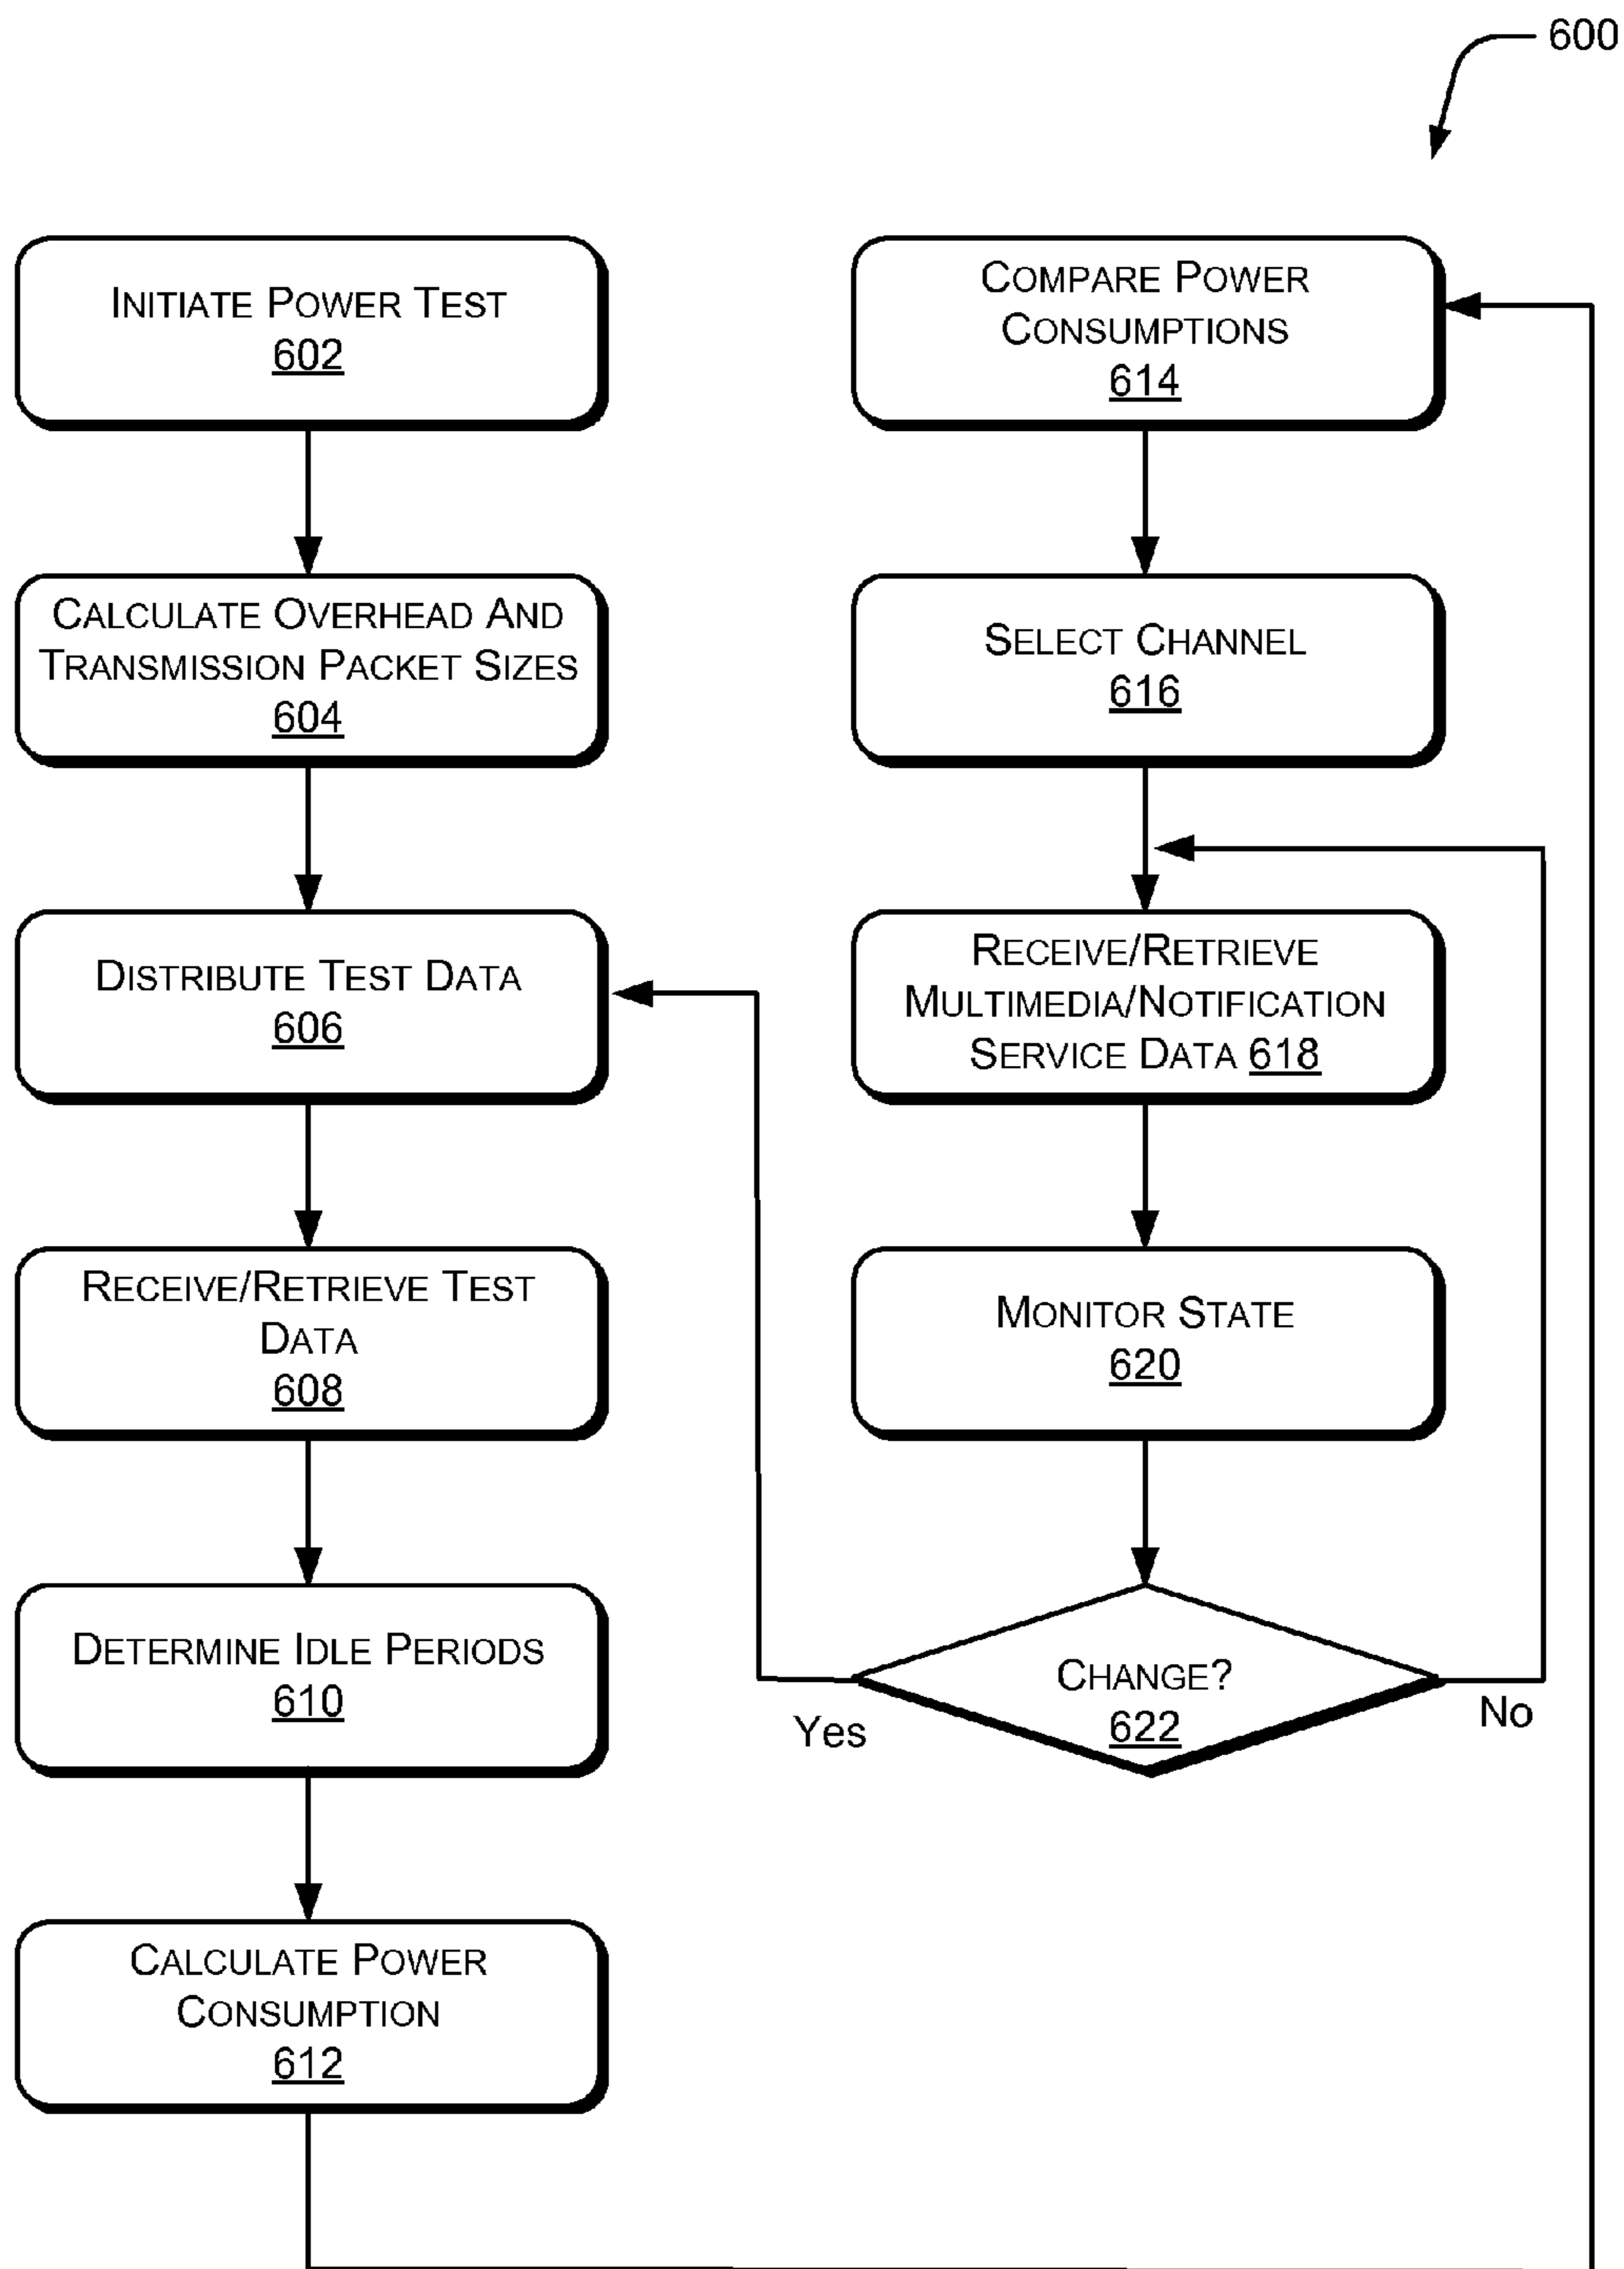 600
INITIATE POWER TEST
602
CALCULATE OVERHEAD AND
TRANSMISSION PACKET SIZES
604
DISTRIBUTE TEST DATA
606
RECEIVE/RETRIEVE TEST
DATA
608
DETERMINE IDLE PERIODS
610
CALCULATE POWER
CONSUMPTION
612
COMPARE POWER
CONSUMPTIONS
614
SELECT CHANNEL
616
RECEIVE/RETRIEVE
MULTIMEDIA/NOTIFICATION
SERVICE DATA 618
MONITOR STATE
620
CHANGE?
622
Yes
No